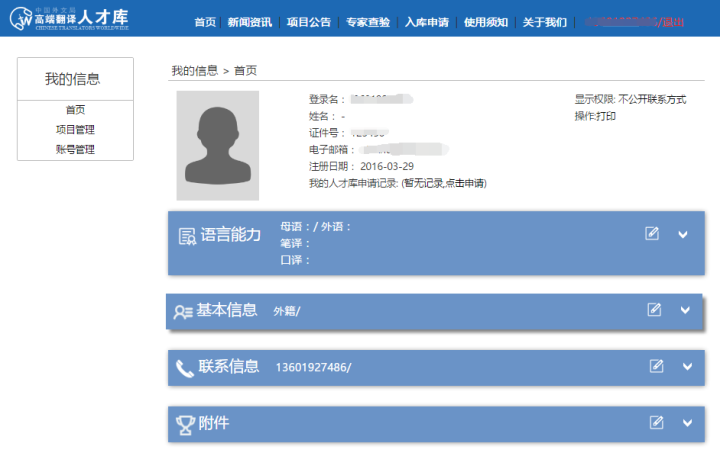 中国外文局
高端翻译人才库
CHINESE TRANSLATORS WORLDWIDE
首页 | 新闻资讯 | 项目公告 | 专家查验 | 入库申请 | 使用须知 | 关于我们 |
/退出
我的信息
首页
项目管理
账号管理
我的信息 > 首页
登录名：
姓名： -
证件号：
电子邮箱：
注册日期： 2016-03-29
我的人才库申请记录: (暂无记录,点击申请)
显示权限: 不公开联系方式
操作:打印
语言能力
母语：/ 外语：
笔译：
口译：
基本信息 外籍/
联系信息 13601927486/
附件